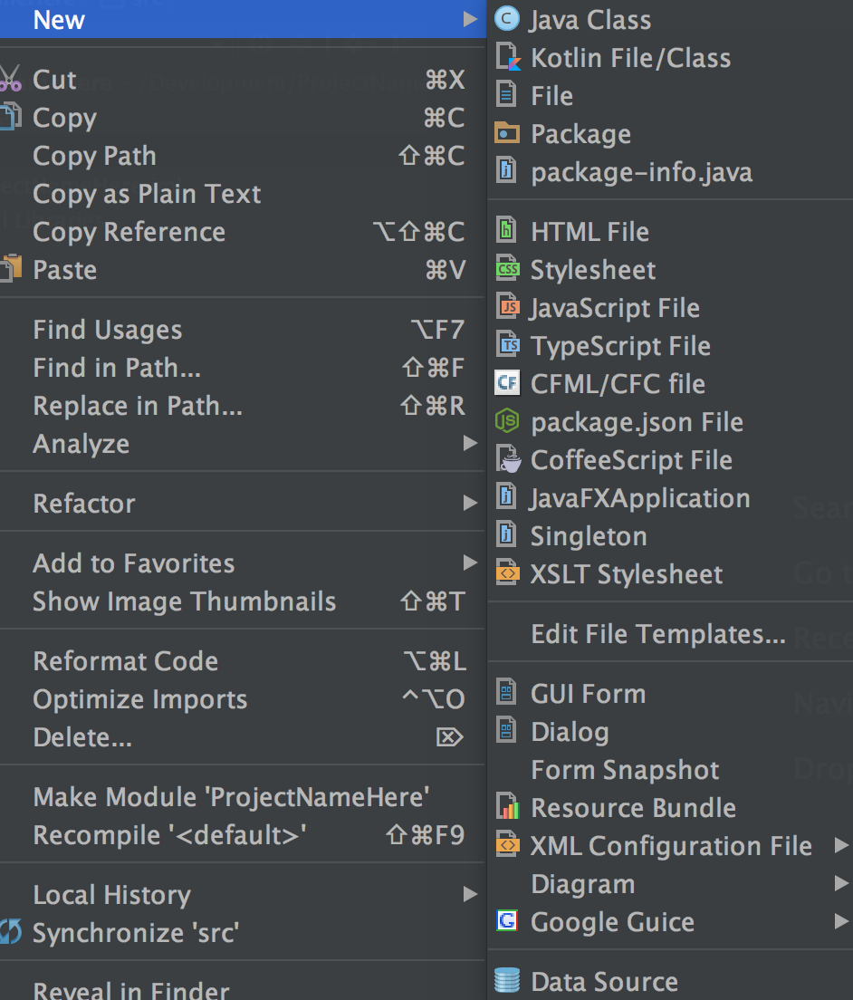 New
Cut ⌘X
Copy ⌘C
Copy Path ⇧⌘C
Copy as Plain Text
Copy Reference ⌥⇧⌘C
Paste ⌘V
Find Usages ⌥F7
Find in Path... ⇧⌘F
Replace in Path... ⇧⌘R
Analyze
Refactor
Add to Favorites
Show Image Thumbnails ⇧⌘T
Reformat Code ⌥⌘L
Optimize Imports ^⌥O
Delete... ⌦
Make Module 'ProjectNameHere'
Recompile '<default>' ⇧⌘F9
Local History
Synchronize 'src'
Reveal in Finder
Java Class
Kotlin File/Class
File
Package
package-info.java
HTML File
Stylesheet
JavaScript File
TypeScript File
CFML/CFC file
package.json File
CoffeeScript File
JavaFXApplication
Singleton
XSLT Stylesheet
Edit File Templates...
GUI Form
Dialog
Form Snapshot
Resource Bundle
XML Configuration File
Diagram
Google Guice
Data Source